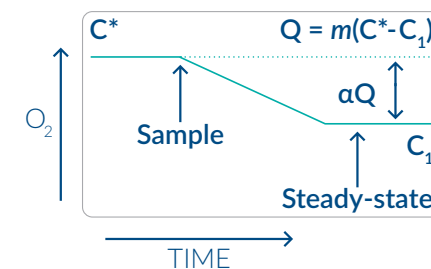 C* Q = m(C*-C₁)
αQ
O₂
Sample
C₁
Steady-state
TIME